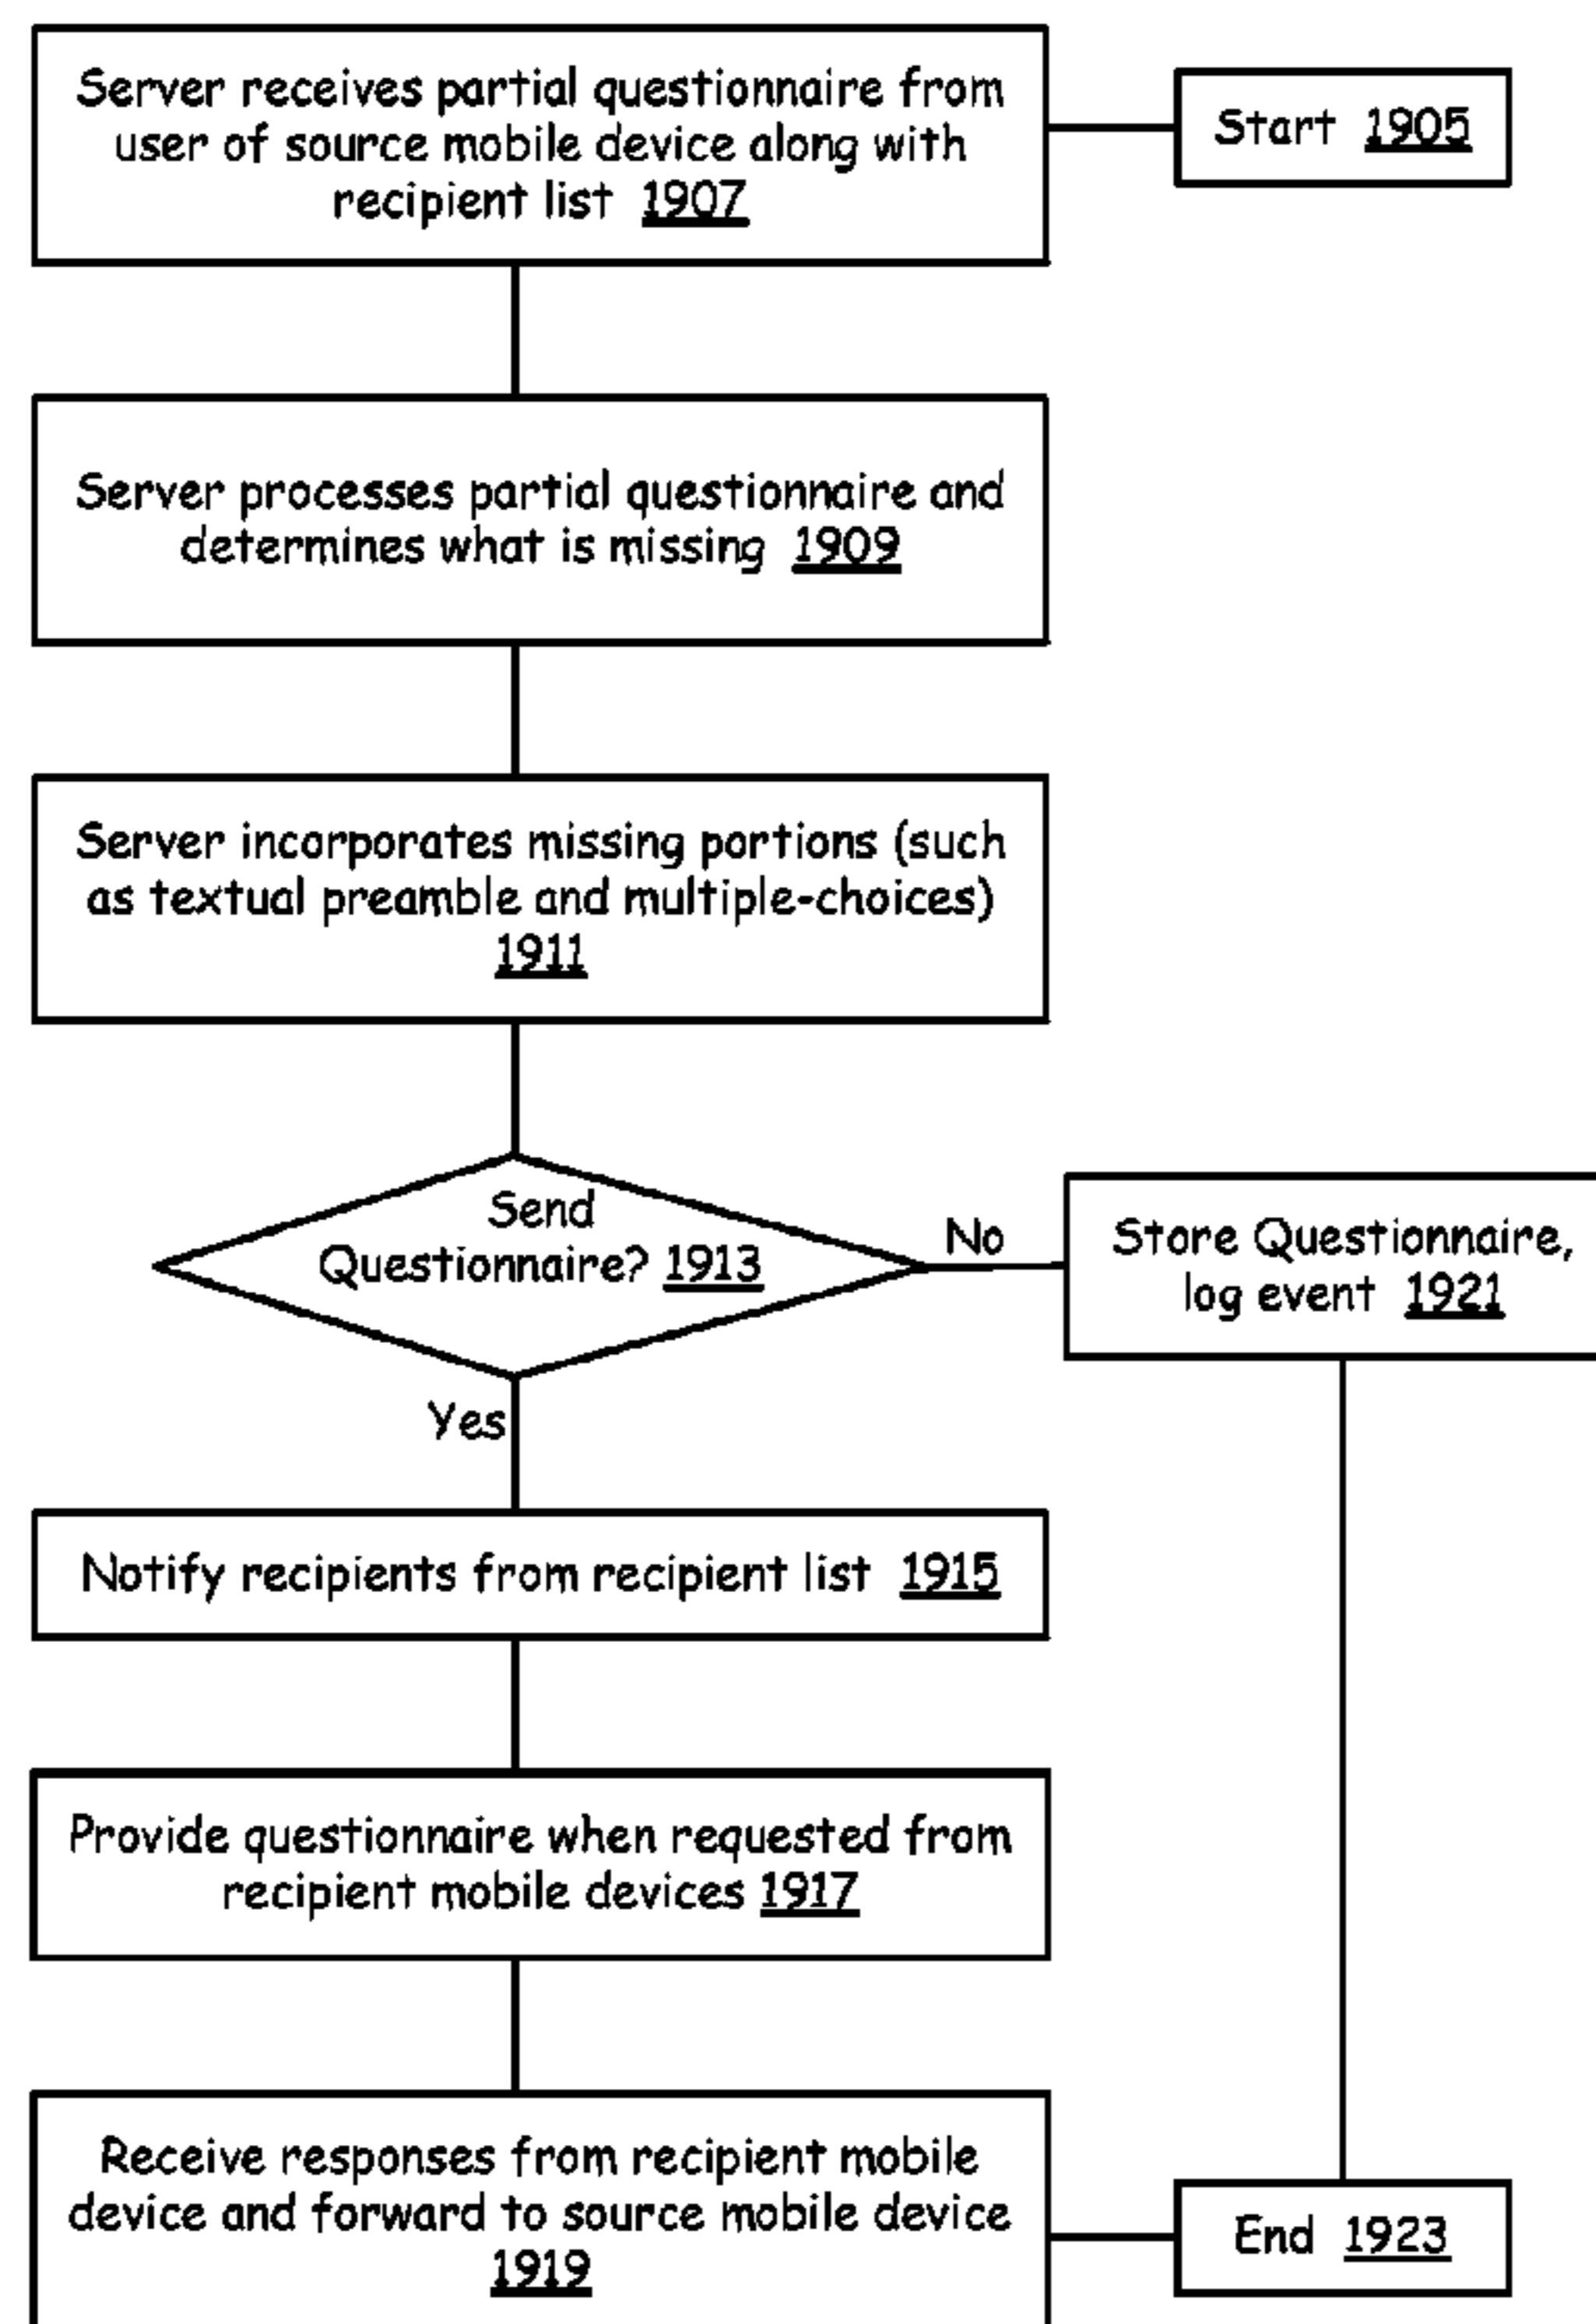 Server receives partial questionnaire from
user of source mobile device along with
recipient list 1907
Start 1905
Server processes partial questionnaire and
determines what is missing 1909
Server incorporates missing portions (such
as textual preamble and multiple-choices)
1911
Send
Questionnaire? 1913
No
Store Questionnaire,
log event 1921
Yes
Notify recipients from recipient list 1915
Provide questionnaire when requested from
recipient mobile devices 1917
Receive responses from recipient mobile
device and forward to source mobile device
1919
End 1923